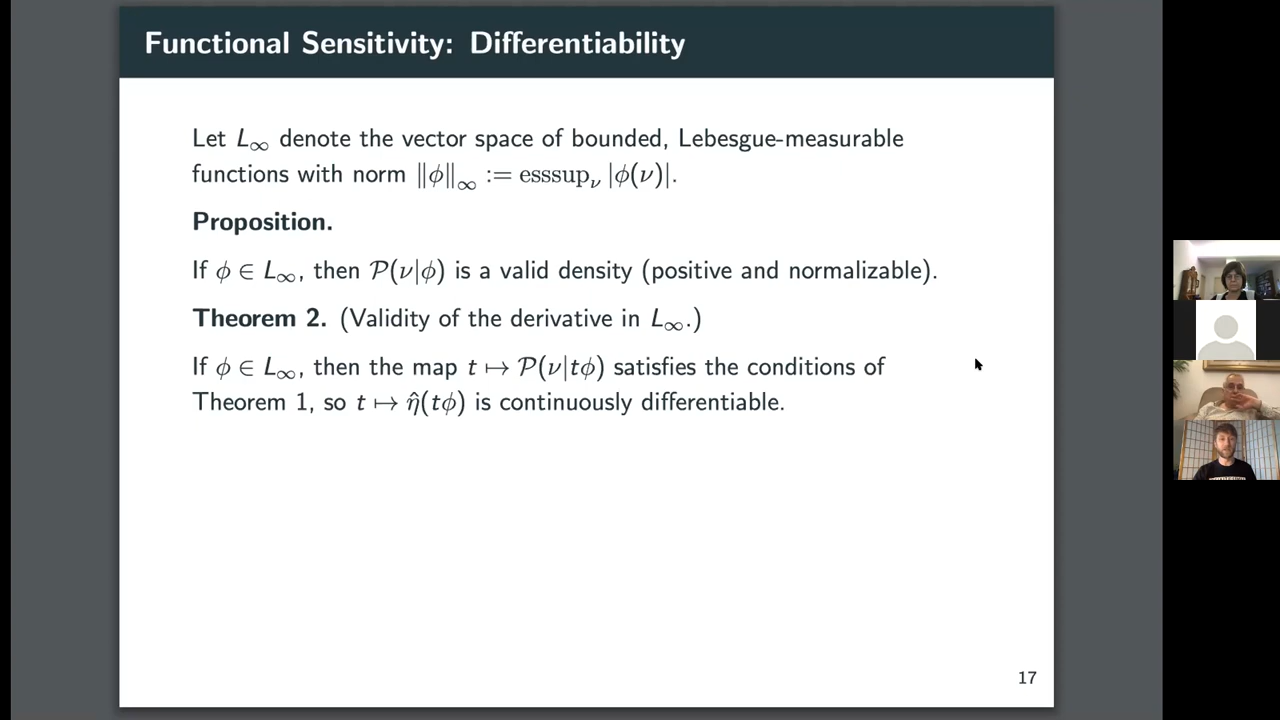 Functional Sensitivity: Differentiability
Let L∞ denote the vector space of bounded, Lebesgue-measurable
functions with norm ‖ϕ‖∞ := esssupν |ϕ(ν)|.
Proposition.
If ϕ ∈ L∞, then 𝒫(ν|ϕ) is a valid density (positive and normalizable).
Theorem 2. (Validity of the derivative in L∞.)
If ϕ ∈ L∞, then the map t ↦ 𝒫(ν|tϕ) satisfies the conditions of
Theorem 1, so t ↦ η̂(tϕ) is continuously differentiable.
17